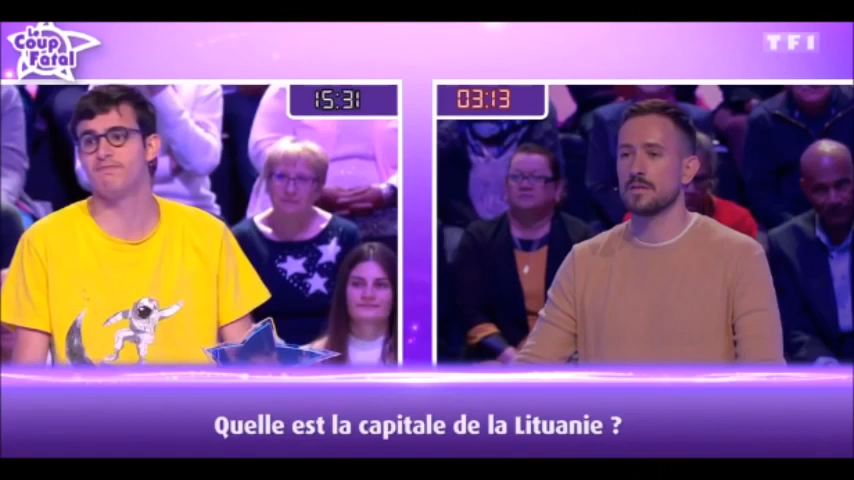 Le
Coup
Fatal
TF1
15:31
03:13
Quelle est la capitale de la Lituanie ?